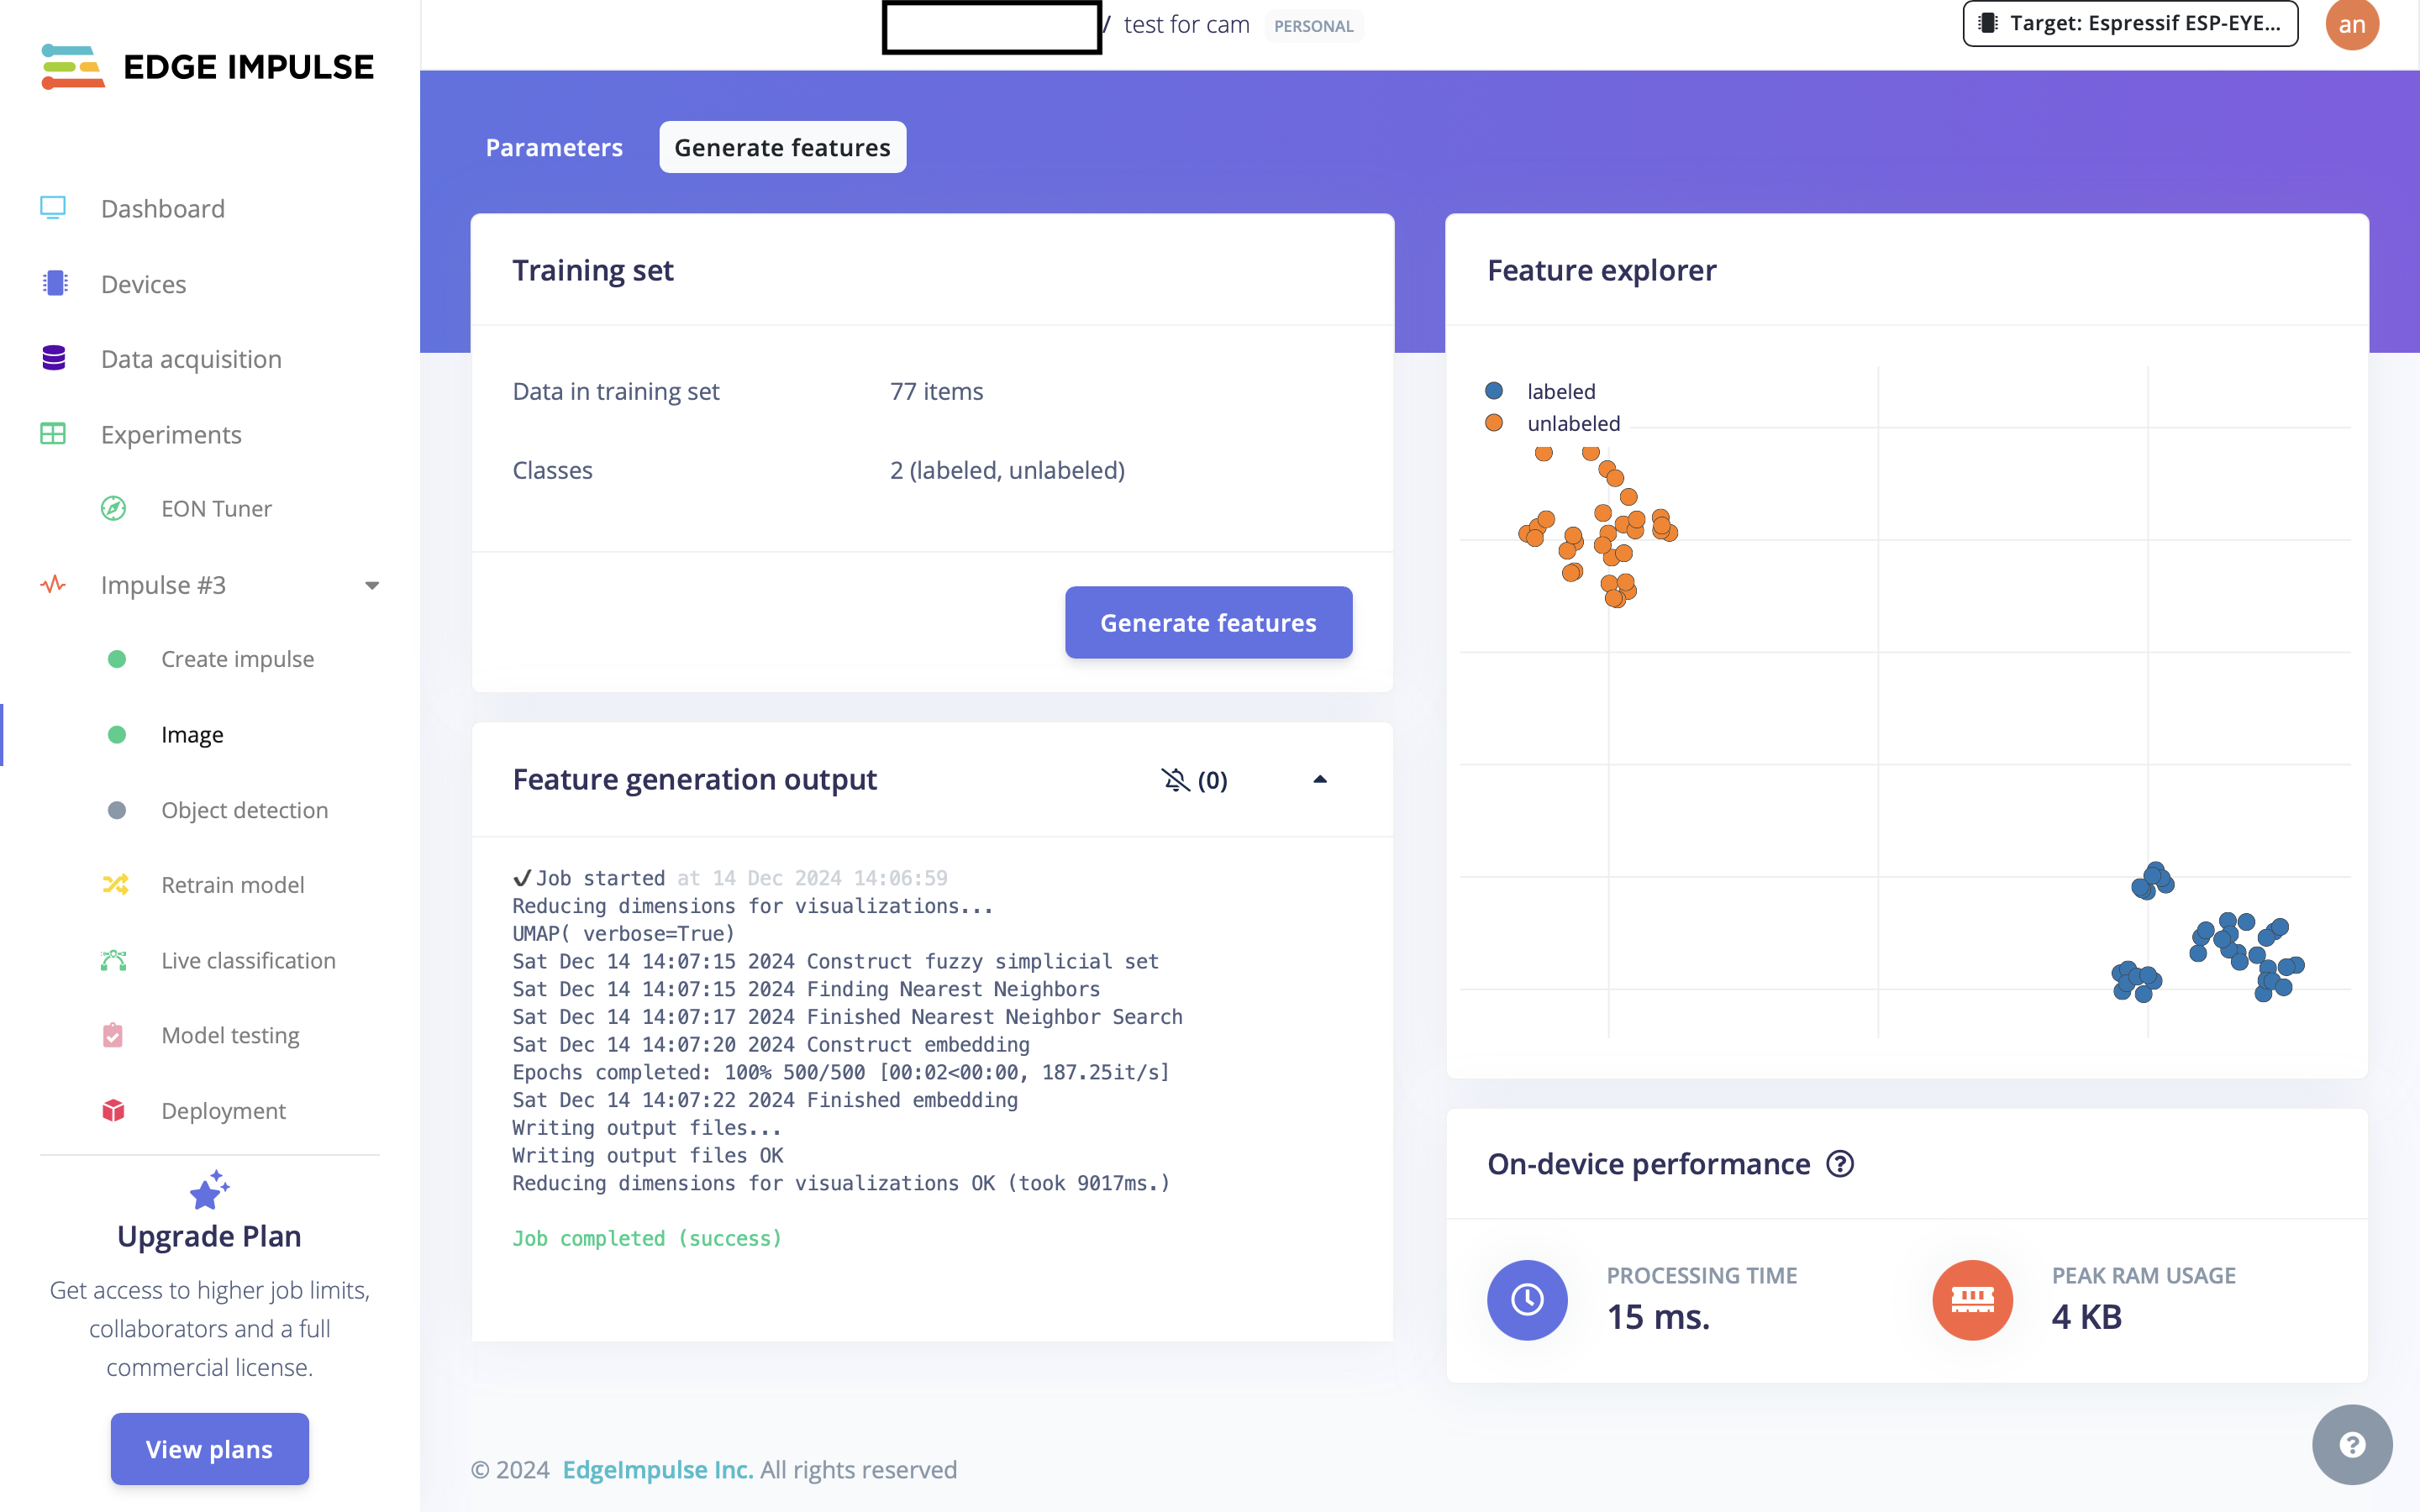 EDGE IMPULSE
Dashboard
Devices
Data acquisition
Experiments
EON Tuner
Impulse #3
Create impulse
Image
Object detection
Retrain model
Live classification
Model testing
Deployment
Upgrade Plan
Get access to higher job limits,
collaborators and a full
commercial license.
View plans
/ test for cam PERSONAL
Target: Espressif ESP-EYE...
an
Parameters
Generate features
Training set
Data in training set 77 items
Classes 2 (labeled, unlabeled)
Generate features
Feature generation output (0)
✔Job started at 14 Dec 2024 14:06:59
Reducing dimensions for visualizations...
UMAP( verbose=True)
Sat Dec 14 14:07:15 2024 Construct fuzzy simplicial set
Sat Dec 14 14:07:15 2024 Finding Nearest Neighbors
Sat Dec 14 14:07:17 2024 Finished Nearest Neighbor Search
Sat Dec 14 14:07:20 2024 Construct embedding
Epochs completed: 100% 500/500 [00:02<00:00, 187.25it/s]
Sat Dec 14 14:07:22 2024 Finished embedding
Writing output files...
Writing output files OK
Reducing dimensions for visualizations OK (took 9017ms.)
Job completed (success)
Feature explorer
labeled
unlabeled
On-device performance ?
PROCESSING TIME
15 ms.
PEAK RAM USAGE
4 KB
© 2024 EdgeImpulse Inc. All rights reserved
?